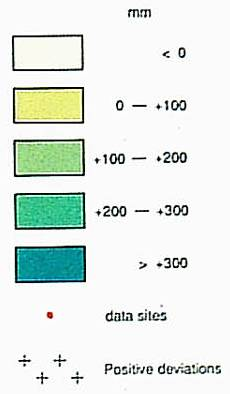 mm
< 0
0 — +100
+100 — +200
+200 — +300
> +300
data sites
Positive deviations